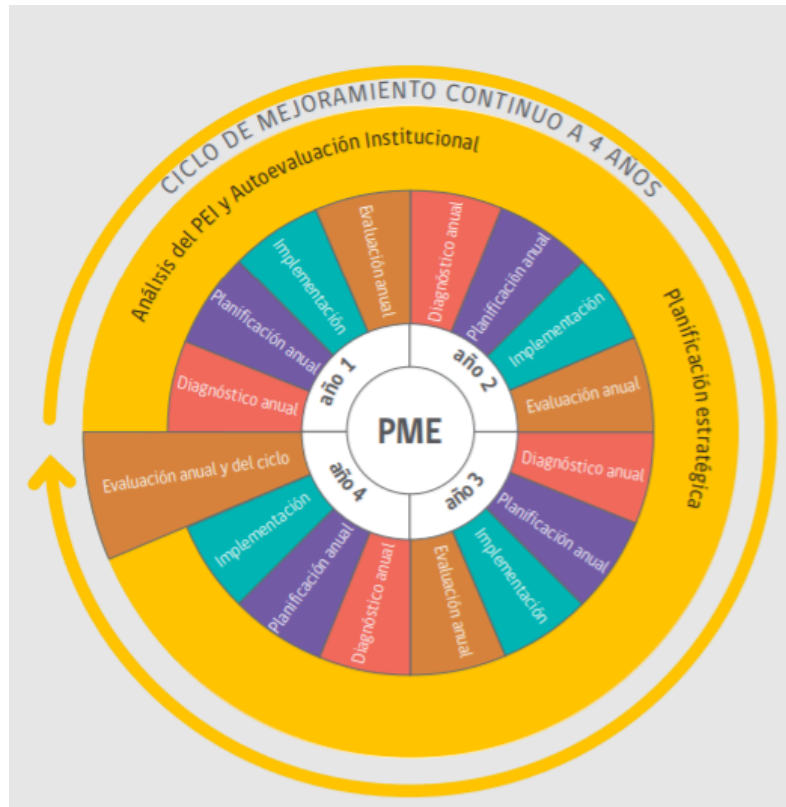 CICLO DE MEJORAMIENTO CONTINUO A 4 AÑOS
Análisis del PEI y Autoevaluación Institucional
Planificación estratégica
PME
año 1
Diagnóstico anual
Planificación anual
Implementación
Evaluación anual
año 2
Diagnóstico anual
Planificación anual
Implementación
Evaluación anual
año 3
Diagnóstico anual
Planificación anual
Implementación
Evaluación anual
año 4
Diagnóstico anual
Planificación anual
Implementación
Evaluación anual y del ciclo